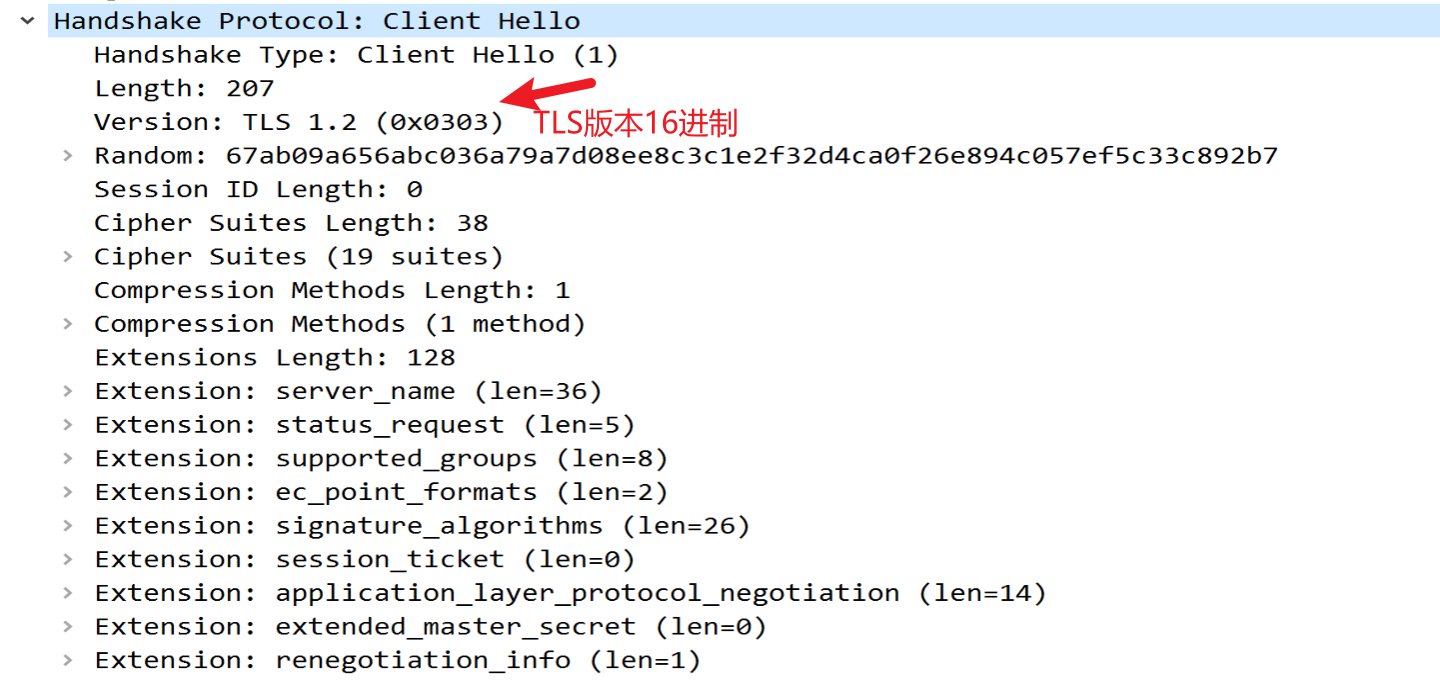 Handshake Protocol: Client Hello
Handshake Type: Client Hello (1)
Length: 207
Version: TLS 1.2 (0x0303)
TLS版本16进制
Random: 67ab09a656abc036a79a7d08ee8c3c1e2f32d4ca0f26e894c057ef5c33c892b7
Session ID Length: 0
Cipher Suites Length: 38
Cipher Suites (19 suites)
Compression Methods Length: 1
Compression Methods (1 method)
Extensions Length: 128
Extension: server_name (len=36)
Extension: status_request (len=5)
Extension: supported_groups (len=8)
Extension: ec_point_formats (len=2)
Extension: signature_algorithms (len=26)
Extension: session_ticket (len=0)
Extension: application_layer_protocol_negotiation (len=14)
Extension: extended_master_secret (len=0)
Extension: renegotiation_info (len=1)